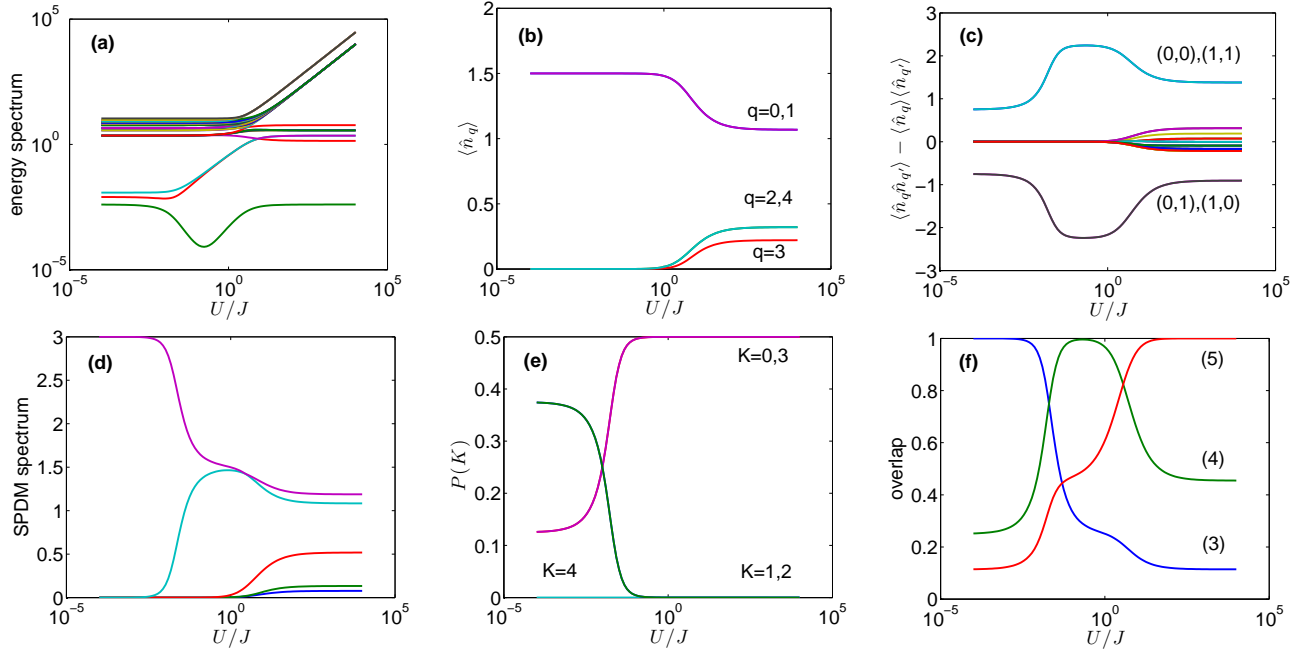 (a)
energy spectrum
10^5
10^0
10^−5
10^−5
10^0
10^5
U/J
(b)
⟨n̂_q⟩
2
1.5
1
0.5
0
q=0,1
q=2,4
q=3
10^−5
10^0
10^5
U/J
(c)
⟨n̂_q n̂_q′⟩ − ⟨n̂_q⟩⟨n̂_q′⟩
3
2
1
0
−1
−2
−3
(0,0),(1,1)
(0,1),(1,0)
10^−5
10^0
10^5
U/J
(d)
SPDM spectrum
3
2.5
2
1.5
1
0.5
0
10^−5
10^0
10^5
U/J
(e)
P(K)
0.5
0.4
0.3
0.2
0.1
0
K=0,3
K=4
K=1,2
10^−5
10^0
10^5
U/J
(f)
overlap
1
0.8
0.6
0.4
0.2
0
(5)
(4)
(3)
10^−5
10^0
10^5
U/J